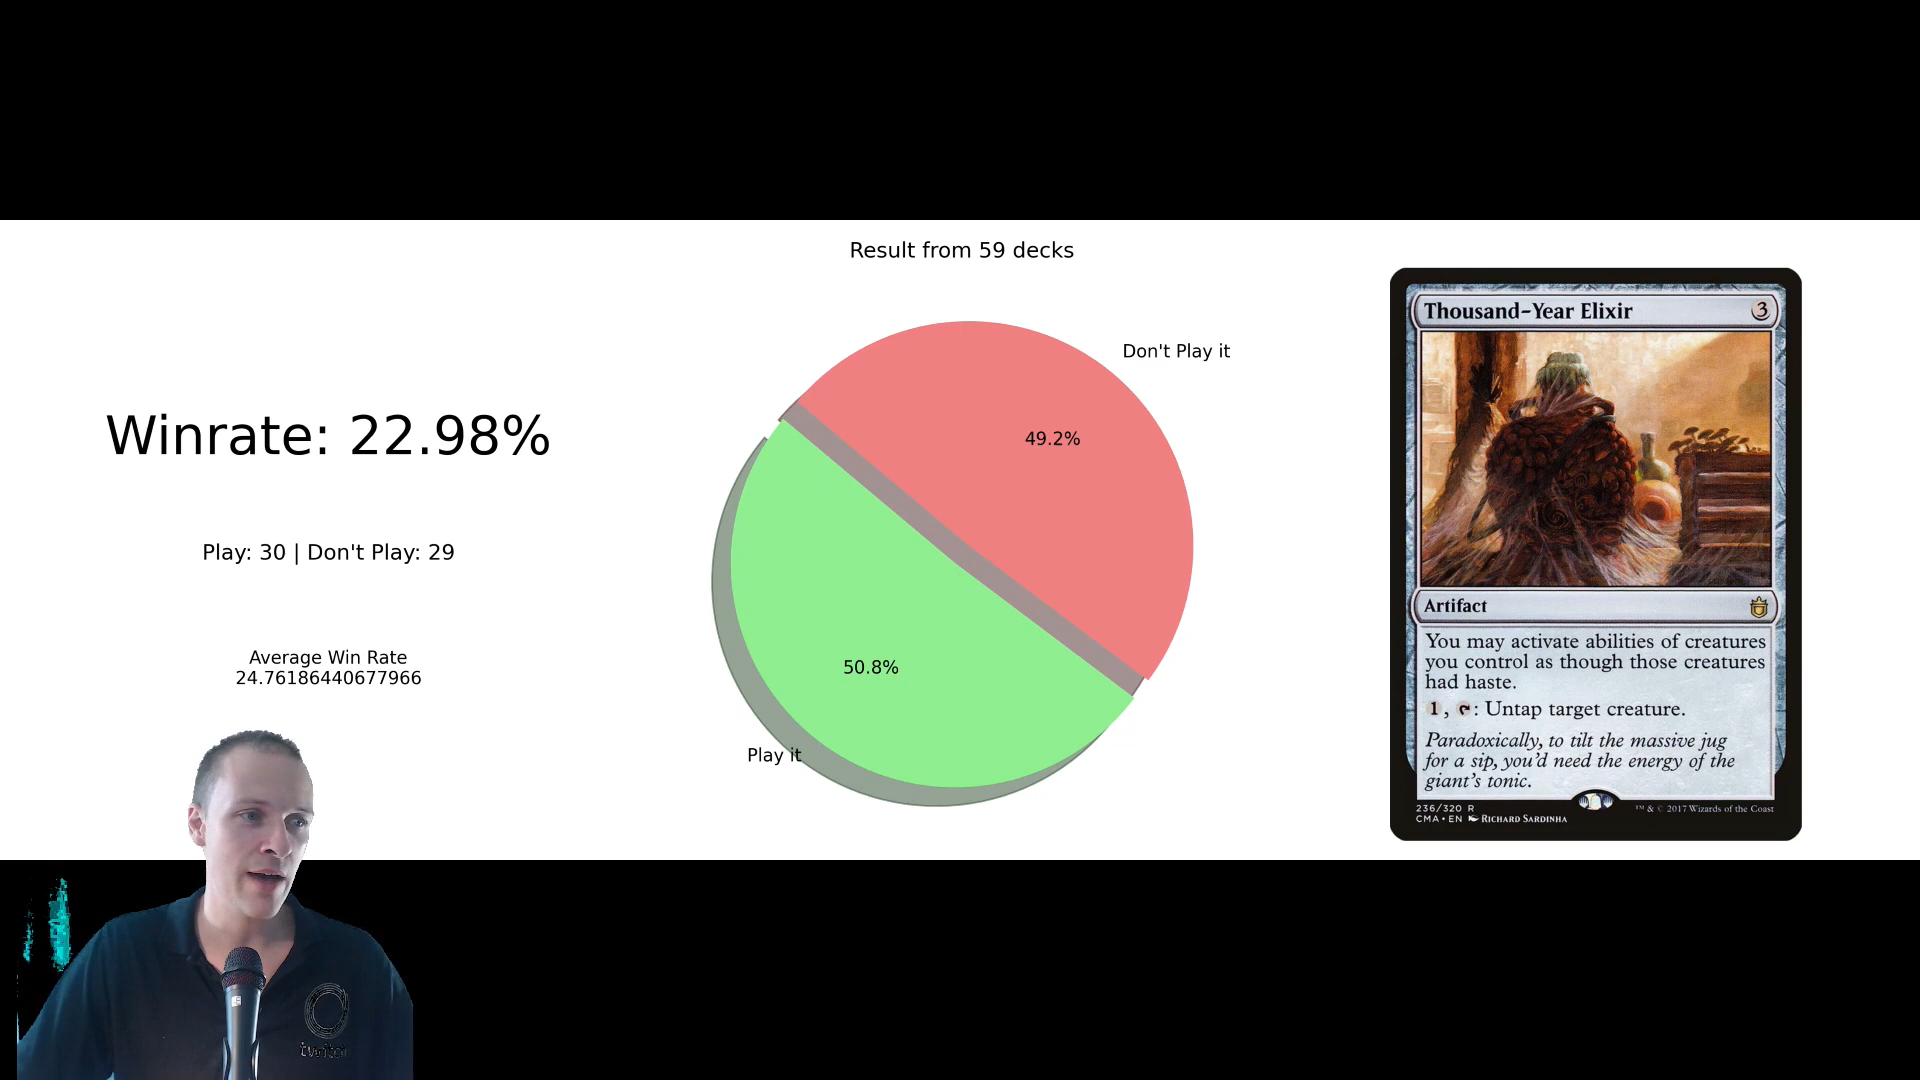 Result from 59 decks
Don't Play it
49.2%
50.8%
Play it
Winrate: 22.98%
Play: 30 | Don't Play: 29
Average Win Rate
24.76186440677966
Thousand-Year Elixir 3
Artifact
You may activate abilities of creatures
you control as though those creatures
had haste.
1, : Untap target creature.
Paradoxically, to tilt the massive jug
for a sip, you'd need the energy of the
giant's tonic.
236/320 R
CMA • EN RICHARD SARDINHA
™ & © 2017 Wizards of the Coast